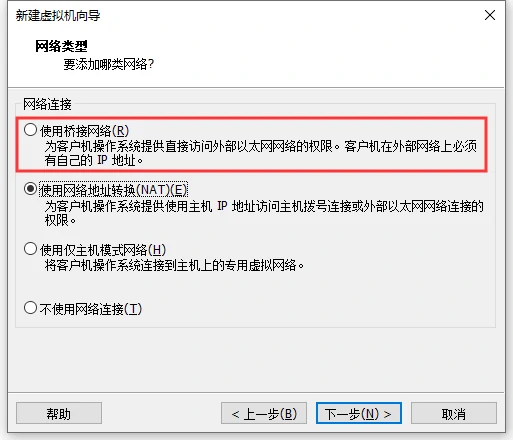 新建虚拟机向导
网络类型
要添加哪类网络?
网络连接
使用桥接网络(R)
为客户机操作系统提供直接访问外部以太网网络的权限。客户机在外部网络上必须
有自己的 IP 地址。
使用网络地址转换(NAT)(E)
为客户机操作系统提供使用主机 IP 地址访问主机拨号连接或外部以太网网络连接的
权限。
使用仅主机模式网络(H)
将客户机操作系统连接到主机上的专用虚拟网络。
不使用网络连接(T)
帮助
< 上一步(B)
下一步(N) >
取消